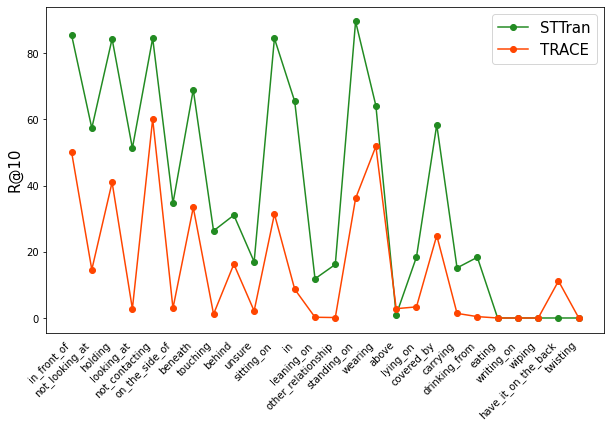 STTran
TRACE
R@10
80
60
40
20
0
in_front_of
not_looking_at
holding
looking_at
not_contacting
on_the_side_of
beneath
touching
behind
unsure
sitting_on
in
leaning_on
other_relationship
standing_on
wearing
above
lying_on
covered_by
carrying
drinking_from
eating
writing_on
wiping
have_it_on_the_back
twisting